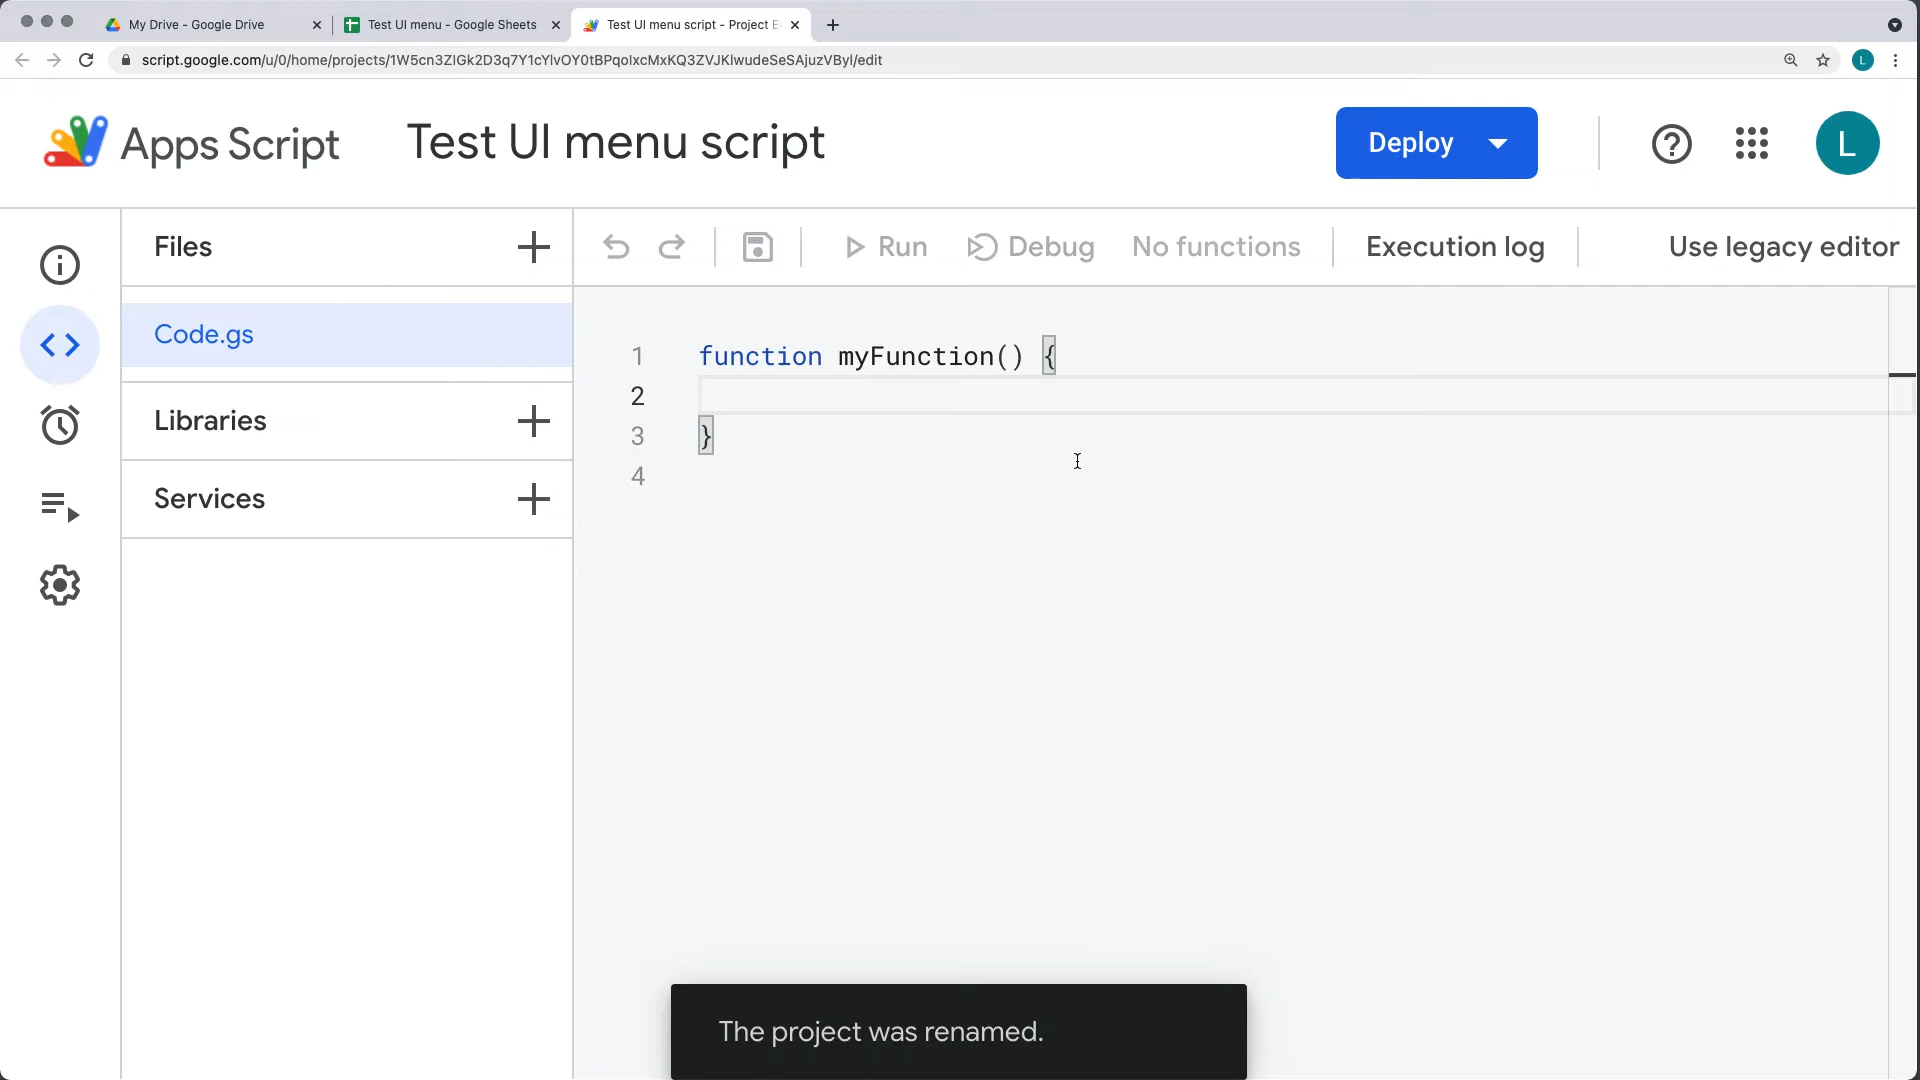 My Drive - Google Drive
Test UI menu - Google Sheets
Test UI menu script - Project E
script.google.com/u/0/home/projects/1W5cn3ZIGk2D3q7Y1cYlvOY0tBPqoIxcMxKQ3ZVJKlwudeSeSAjuzVByl/edit
L
Apps Script
Test UI menu script
Deploy
L
Files
Run
Debug
No functions
Execution log
Use legacy editor
Code.gs
Libraries
Services
1 function myFunction() {
2
3 }
4
The project was renamed.